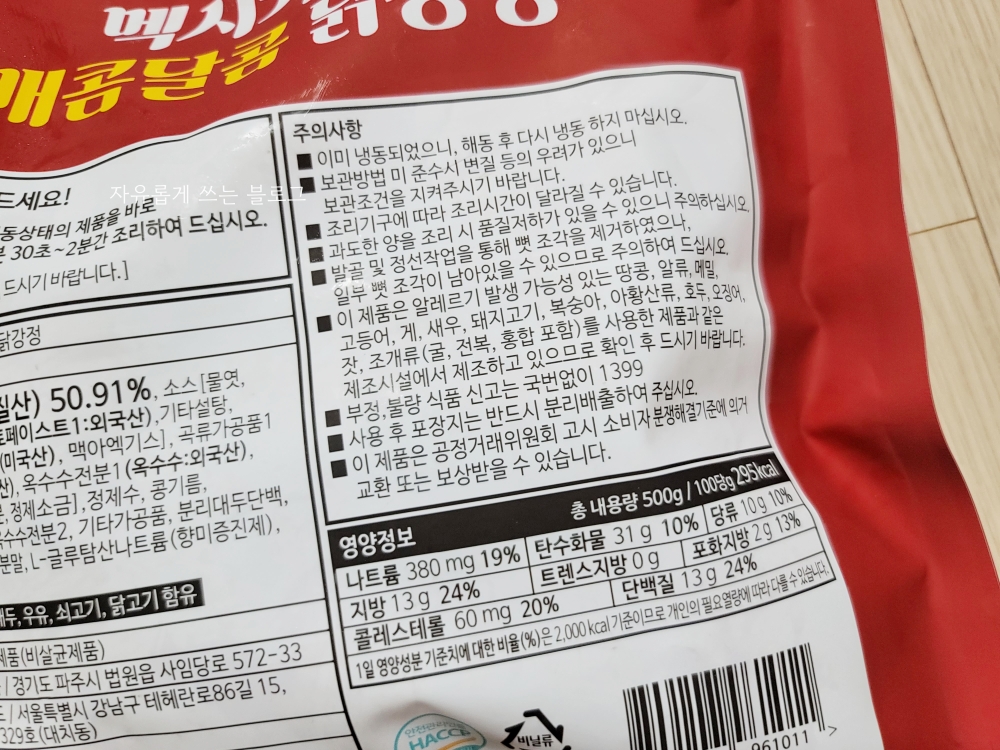 멕시
닭강정
매콤달콤
드세요!
자유롭게 쓰는 블로그
동상태의 제품을 바로
30초~2분간 조리하여 드십시오.
드시기 바랍니다.]
주의사항
■ 이미 냉동되었으니, 해동 후 다시 냉동 하지 마십시오.
■ 보관방법 미 준수시 변질 등의 우려가 있으니
보관조건을 지켜주시기 바랍니다.
■ 조리기구에 따라 조리시간이 달라질 수 있습니다.
■ 과도한 양을 조리 시 품질저하가 있을 수 있으니 주의하십시오.
■ 발골 및 정선작업을 통해 뼛 조각을 제거하였으나,
일부 뼛 조각이 남아있을 수 있으므로 주의하여 드십시오.
■ 이 제품은 알레르기 발생 가능성 있는 땅콩, 알류, 메밀,
고등어, 게, 새우, 돼지고기, 복숭아, 아황산류, 호두, 오징어,
잣, 조개류(굴, 전복, 홍합 포함)를 사용한 제품과 같은
제조시설에서 제조하고 있으므로 확인 후 드시기 바랍니다.
■ 부정,불량 식품 신고는 국번없이 1399
■ 사용 후 포장지는 반드시 분리배출하여 주십시오.
■ 이 제품은 공정거래위원회 고시 소비자분쟁해결기준에 의거
교환 또는 보상받을 수 있습니다.
닭강정
질산) 50.91%, 소스[물엿,
토페이스트1:외국산),기타설탕,
(미국산), 맥아엑기스], 곡류가공품1
산), 옥수수전분1(옥수수:외국산),
정제소금],정제수, 콩기름,
수수전분2, 기타가공품, 분리대두단백,
분말, L-글루탐산나트륨(향미증진제),
대두, 우유, 쇠고기, 닭고기 함유
제품(비살균제품)
/ 경기도 파주시 법원읍 사임당로 572-33
/ 서울특별시 강남구 테헤란로86길 15,
329호(대치동)
영양정보 총 내용량 500g / 100g당 295kcal
나트륨 380 mg 19% 탄수화물 31 g 10% 당류 10 g 10%
지방 13 g 24% 트랜스지방 0 g 포화지방 2 g 13%
콜레스테롤 60 mg 20% 단백질 13 g 24%
1일 영양성분 기준치에 대한 비율(%)은 2,000 kcal 기준이므로 개인의 필요열량에 따라 다를 수 있습니다.
안전관리인증
HACCP
비닐류
961011